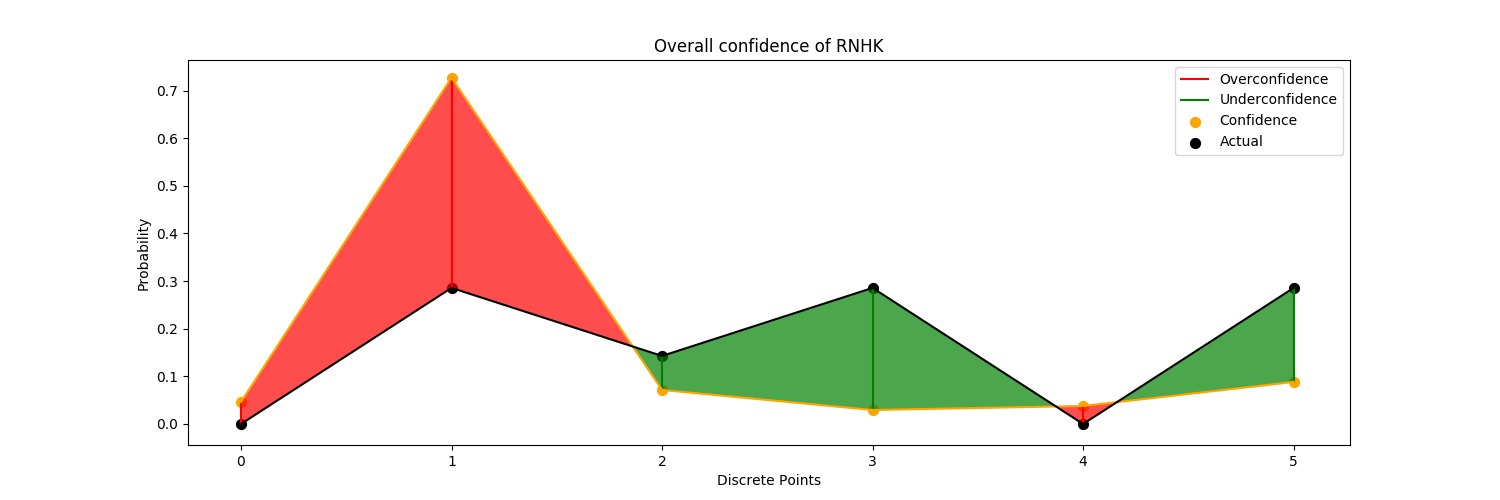 Overall confidence of RNHK
Overconfidence
Underconfidence
Confidence
Actual
Probability
0.7
0.6
0.5
0.4
0.3
0.2
0.1
0.0
0 1 2 3 4 5
Discrete Points